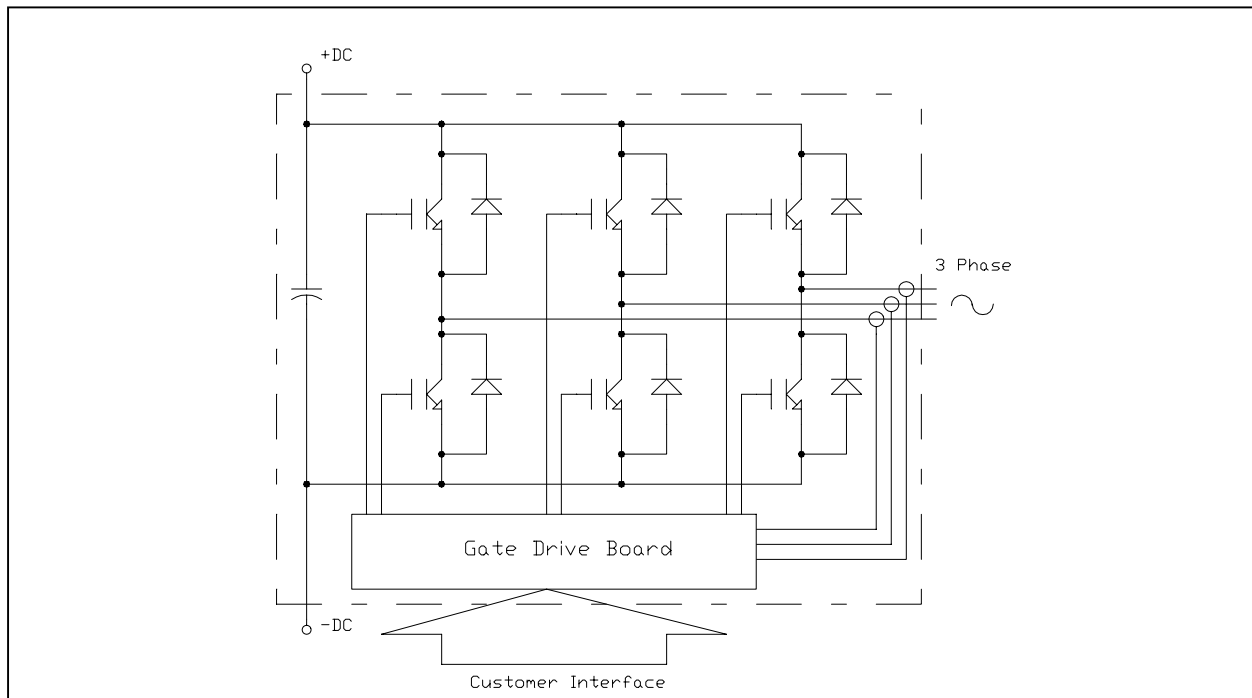 +DC
3 Phase
Gate Drive Board
-DC
Customer Interface